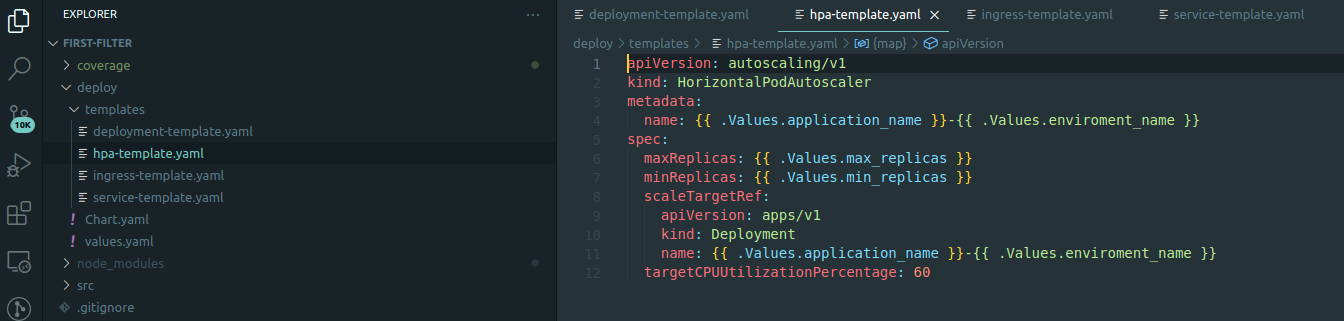 EXPLORER
FIRST-FILTER
coverage
deploy
templates
deployment-template.yaml
hpa-template.yaml
ingress-template.yaml
service-template.yaml
! Chart.yaml
! values.yaml
node_modules
src
.gitignore
10K
deployment-template.yaml hpa-template.yaml ingress-template.yaml service-template.yaml
deploy > templates > hpa-template.yaml > {map} > apiVersion
1 apiVersion: autoscaling/v1
2 kind: HorizontalPodAutoscaler
3 metadata:
4 name: {{ .Values.application_name }}-{{ .Values.enviroment_name }}
5 spec:
6 maxReplicas: {{ .Values.max_replicas }}
7 minReplicas: {{ .Values.min_replicas }}
8 scaleTargetRef:
9 apiVersion: apps/v1
10 kind: Deployment
11 name: {{ .Values.application_name }}-{{ .Values.enviroment_name }}
12 targetCPUUtilizationPercentage: 60